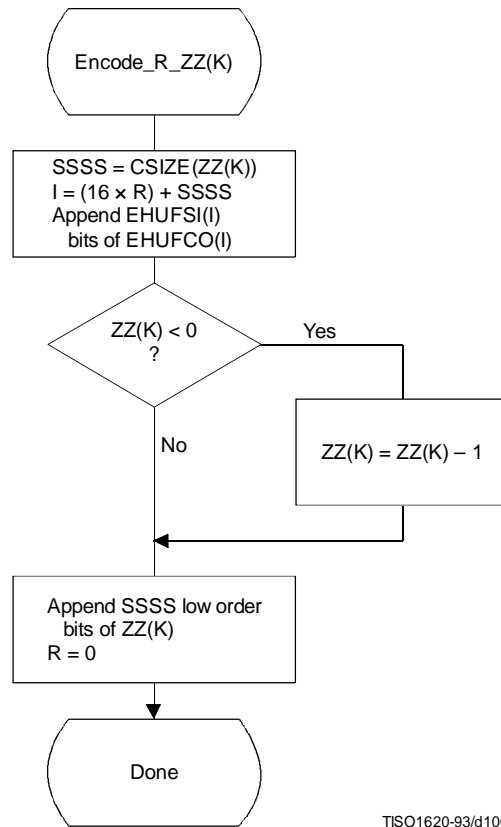 Encode_R_ZZ(K)
SSSS = CSIZE(ZZ(K))
I = (16 × R) + SSSS
Append EHUFSI(I)
bits of EHUFCO(I)
ZZ(K) < 0
?
Yes
No
ZZ(K) = ZZ(K) – 1
Append SSSS low order
bits of ZZ(K)
R = 0
Done